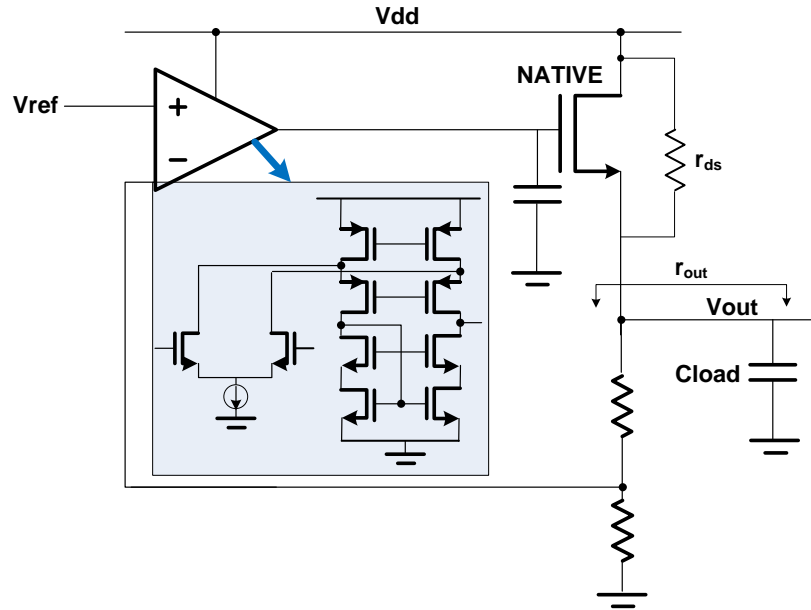 Vdd
NATIVE
Vref
+
−
rds
rout
Vout
Cload